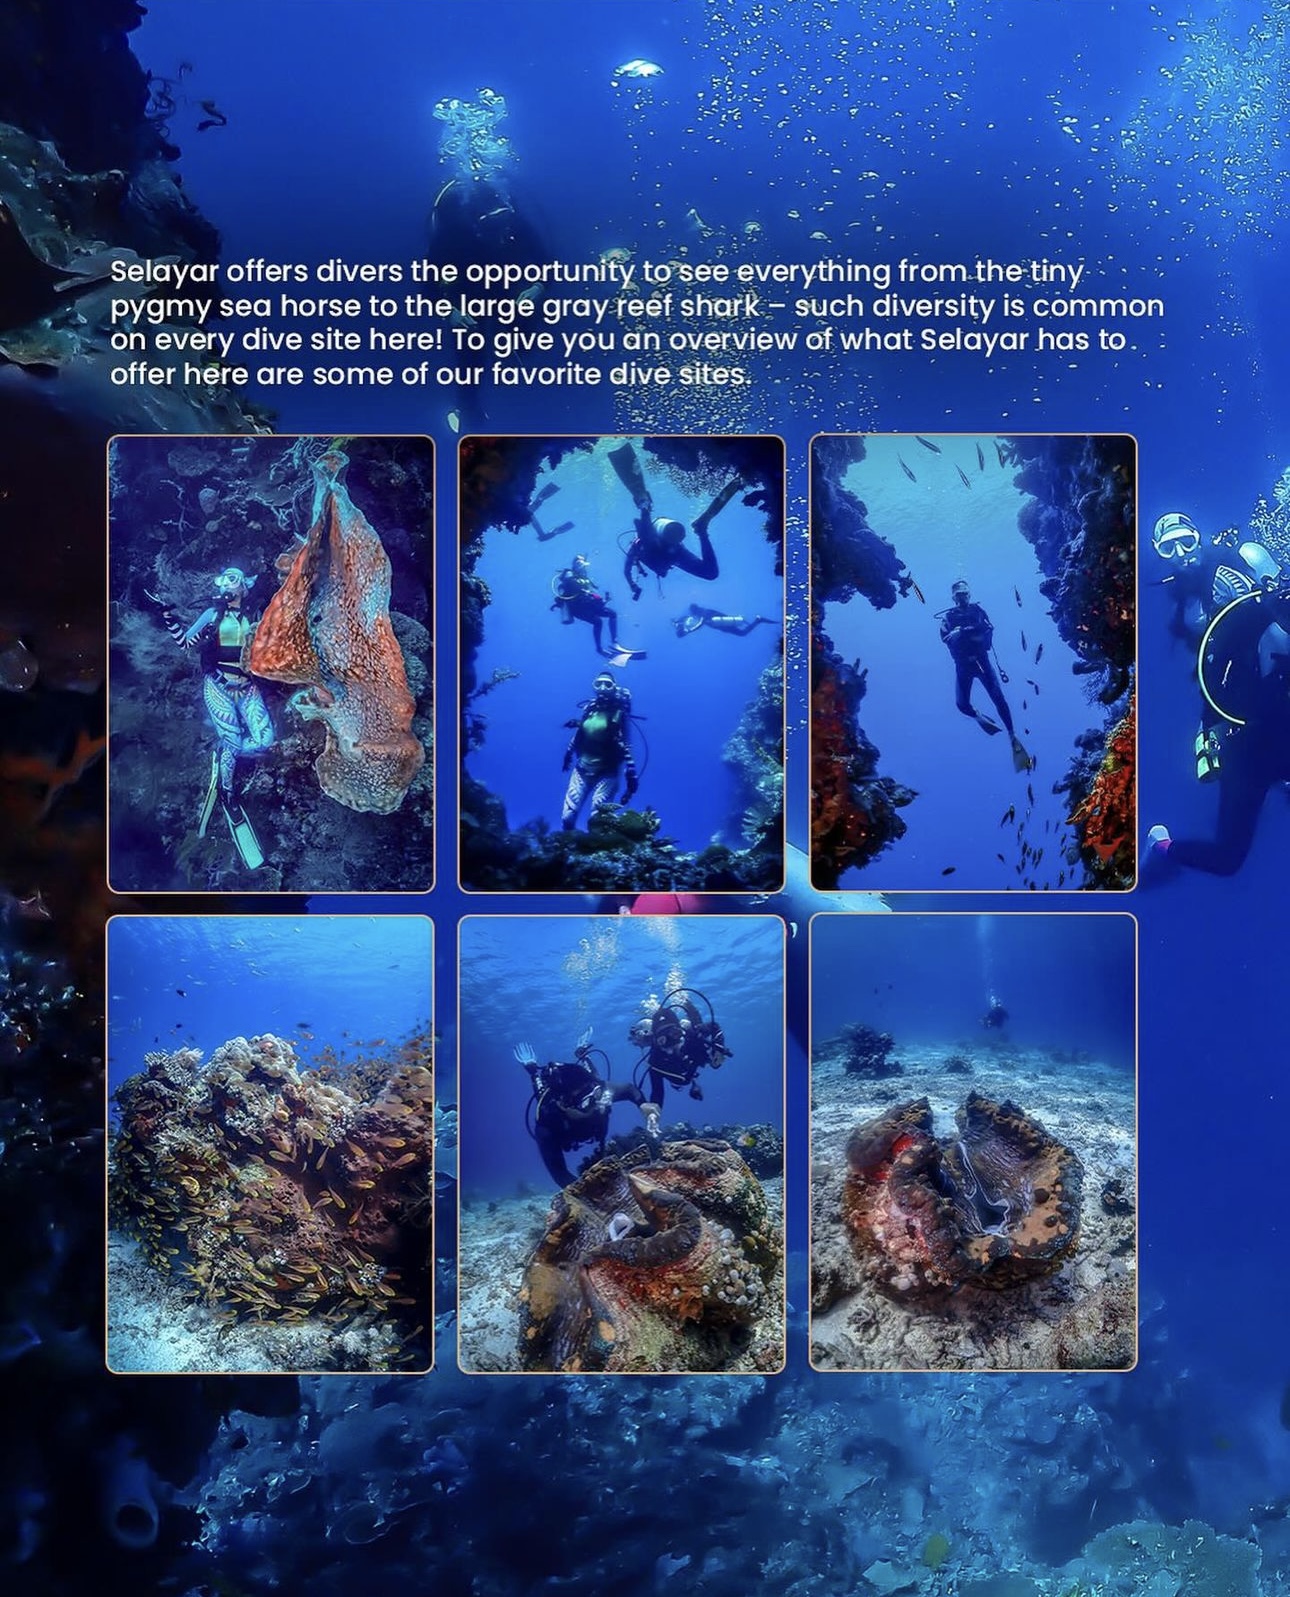 Selayar offers divers the opportunity to see everything from the tiny
pygmy sea horse to the large gray reef shark – such diversity is common
on every dive site here! To give you an overview of what Selayar has to
offer here are some of our favorite dive sites.